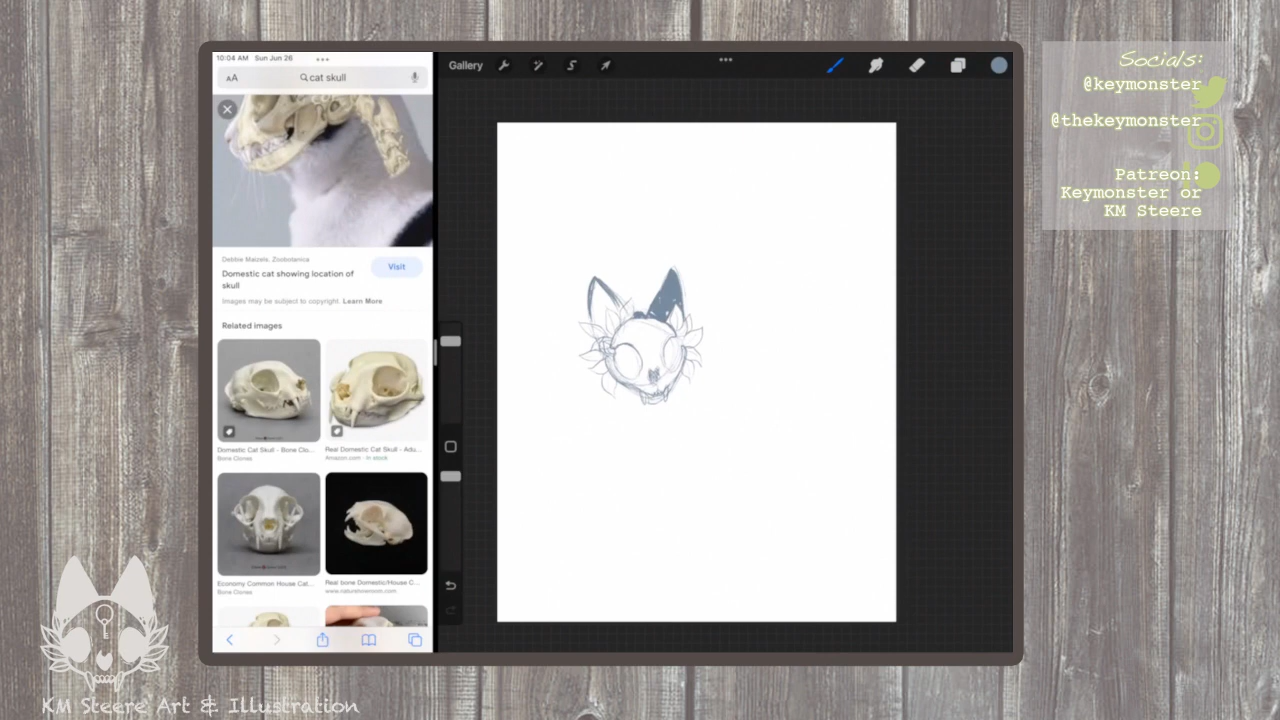 10:04 AM Sun Jun 26
AA
cat skull
Debbie Maizels, Zoobotanica
Domestic cat showing location of
skull
Visit
Images may be subject to copyright. Learn More
Related images
Domestic Cat Skull - Bone Clo...
Bone Clones
Real Domestic Cat Skull - Adu...
Amazon.com · In stock
Economy Common House Cat...
Bone Clones
Real bone Domestic/House C...
www.natureshowroom.com
Gallery
Socials:
@keymonster
@thekeymonster
Patreon:
Keymonster or
KM Steere
KM Steere Art & Illustration